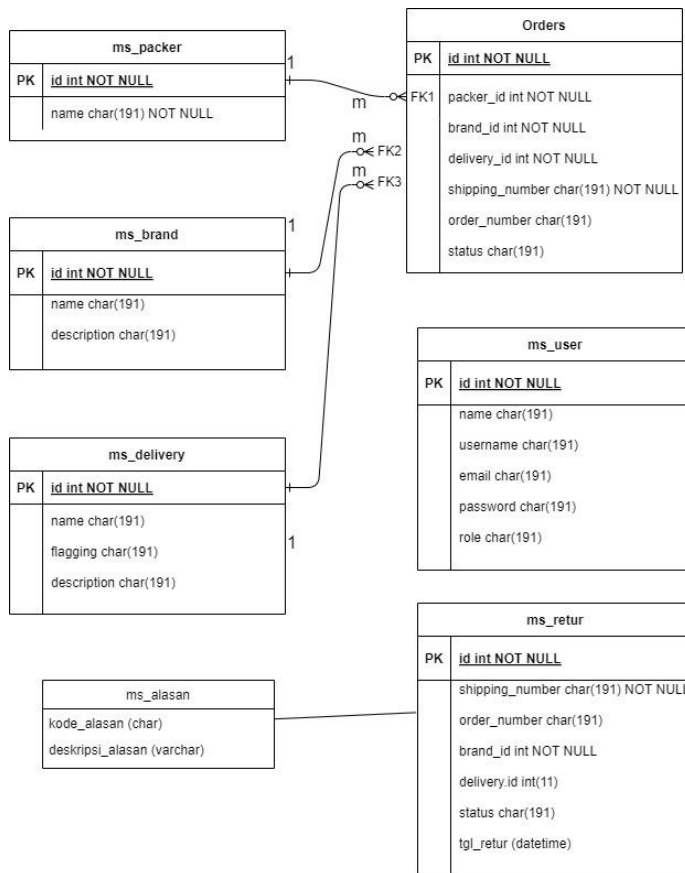 ms_packer
PK id int NOT NULL
name char(191) NOT NULL
1
m
Orders
PK id int NOT NULL
FK1 packer_id int NOT NULL
brand_id int NOT NULL
delivery_id int NOT NULL
shipping_number char(191) NOT NULL
order_number char(191)
status char(191)
m
FK2
m
FK3
ms_brand
1
PK id int NOT NULL
name char(191)
description char(191)
ms_user
PK id int NOT NULL
name char(191)
username char(191)
email char(191)
password char(191)
role char(191)
ms_delivery
PK id int NOT NULL
name char(191)
flagging char(191)
description char(191)
1
ms_retur
PK id int NOT NULL
shipping_number char(191) NOT NULL
order_number char(191)
brand_id int NOT NULL
delivery.id int(11)
status char(191)
tgl_retur (datetime)
ms_alasan
kode_alasan (char)
deskripsi_alasan (varchar)